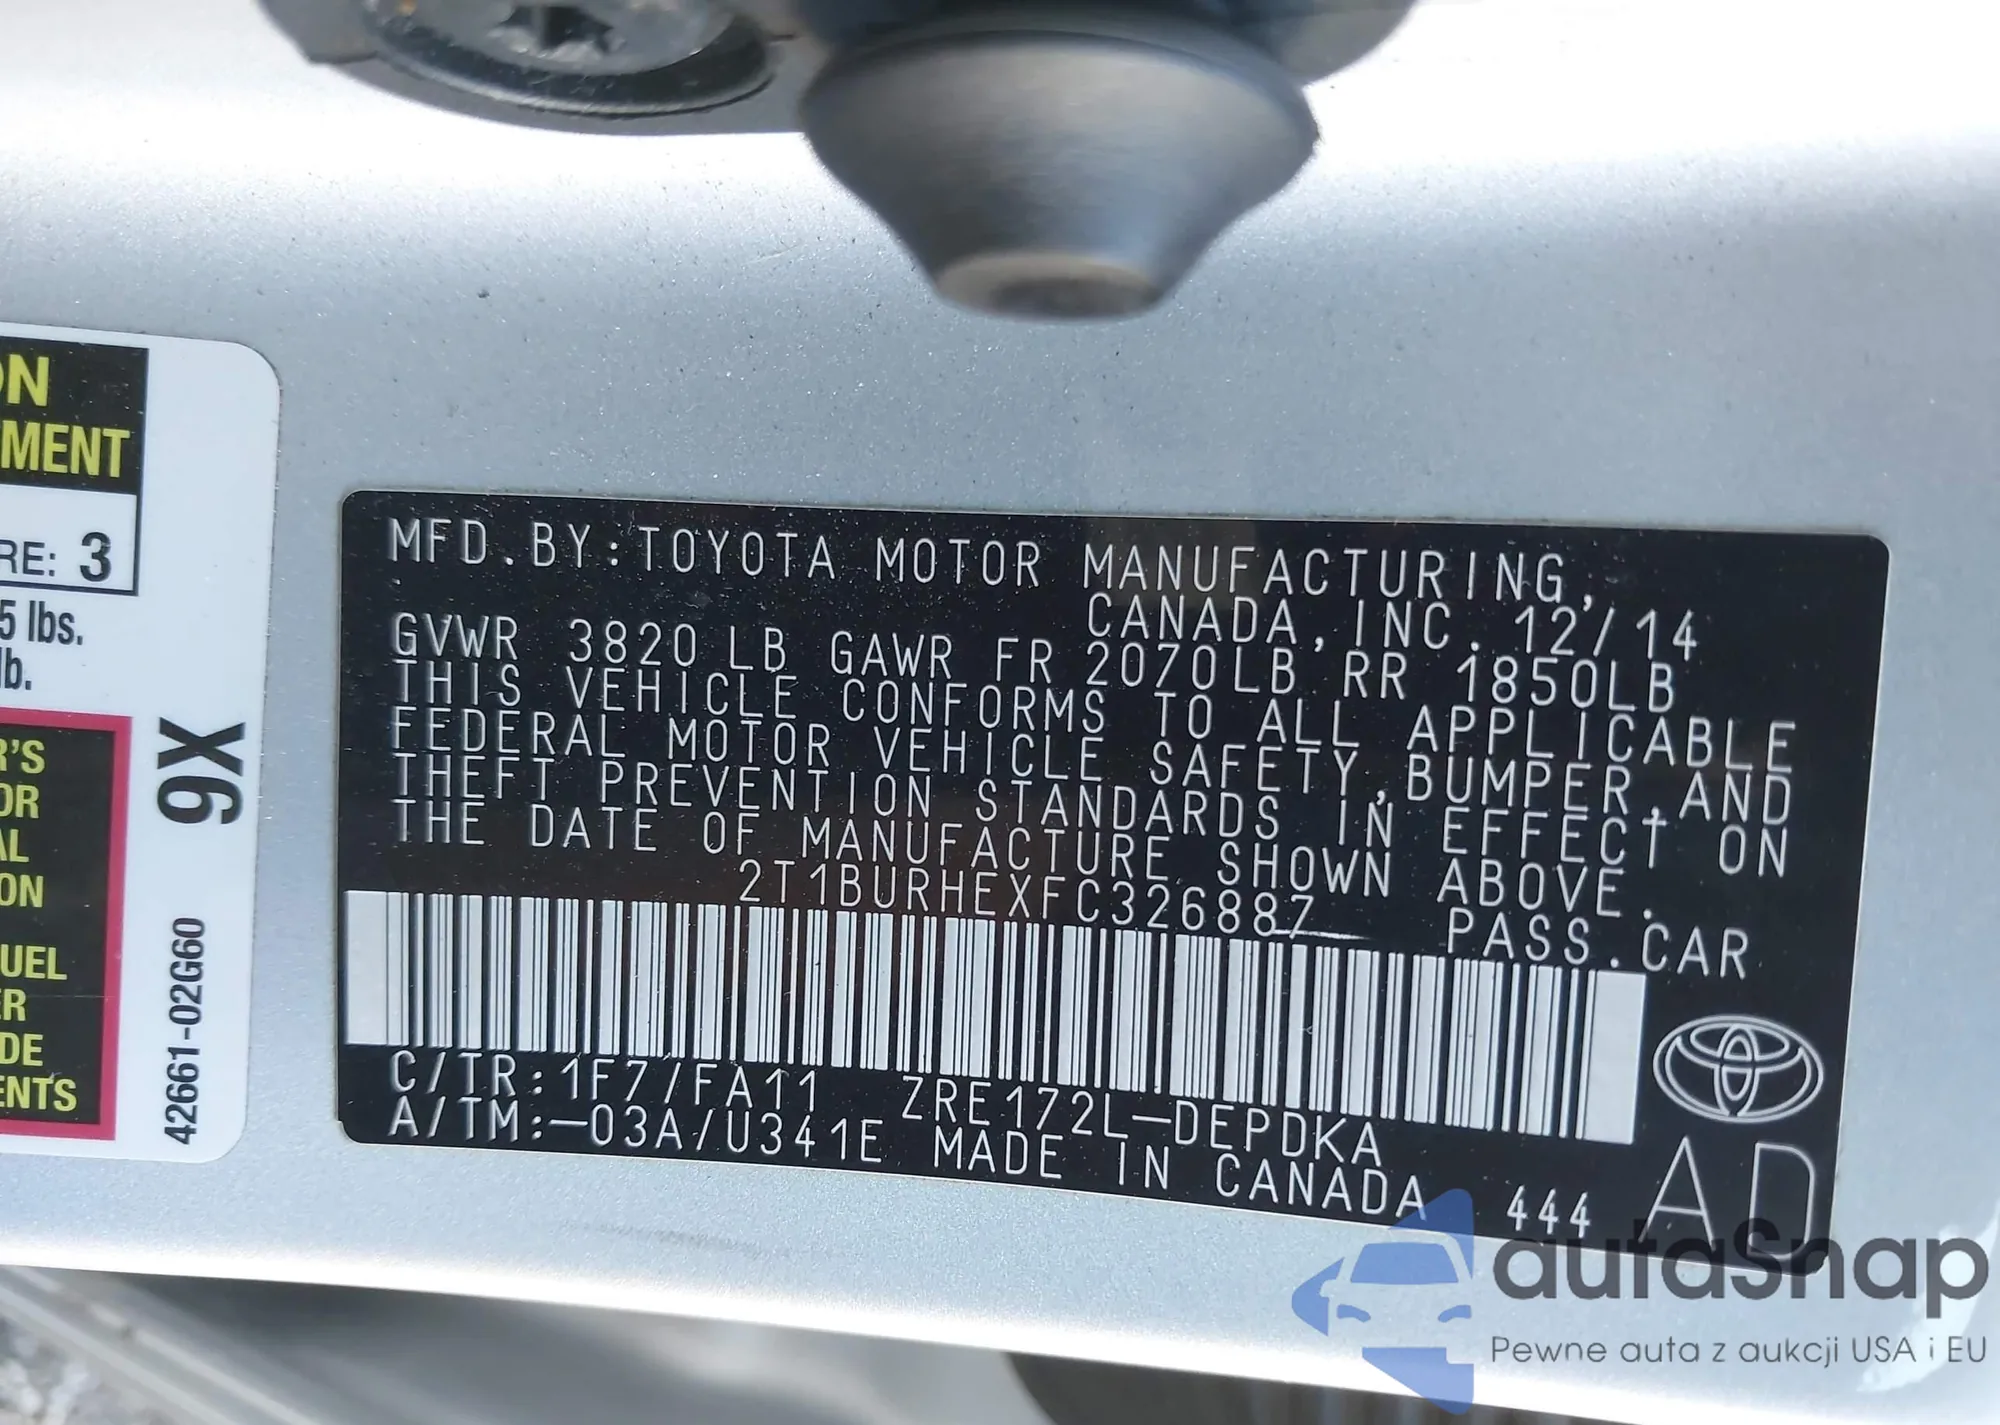 ON
MENT
RE: 3
5 lbs.
lb.
R'S
OR
AL
ON
UEL
ER
DE
ENTS
9X
42661-02G60
MFD.BY:TOYOTA MOTOR MANUFACTURING,
CANADA,INC. 12/14
GVWR 3820 LB GAWR FR 2070LB RR 1850LB
THIS VEHICLE CONFORMS TO ALL APPLICABLE
FEDERAL MOTOR VEHICLE SAFETY,BUMPER,AND
THEFT PREVENTION STANDARDS IN EFFECT ON
THE DATE OF MANUFACTURE SHOWN ABOVE.
2T1BURHEXFC326887 PASS.CAR
C/TR:1F7/FA11 ZRE172L-DEPDKA
A/TM:-03A/U341E MADE IN CANADA 444
AD
autaSnap
Pewne auta z aukcji USA i EU